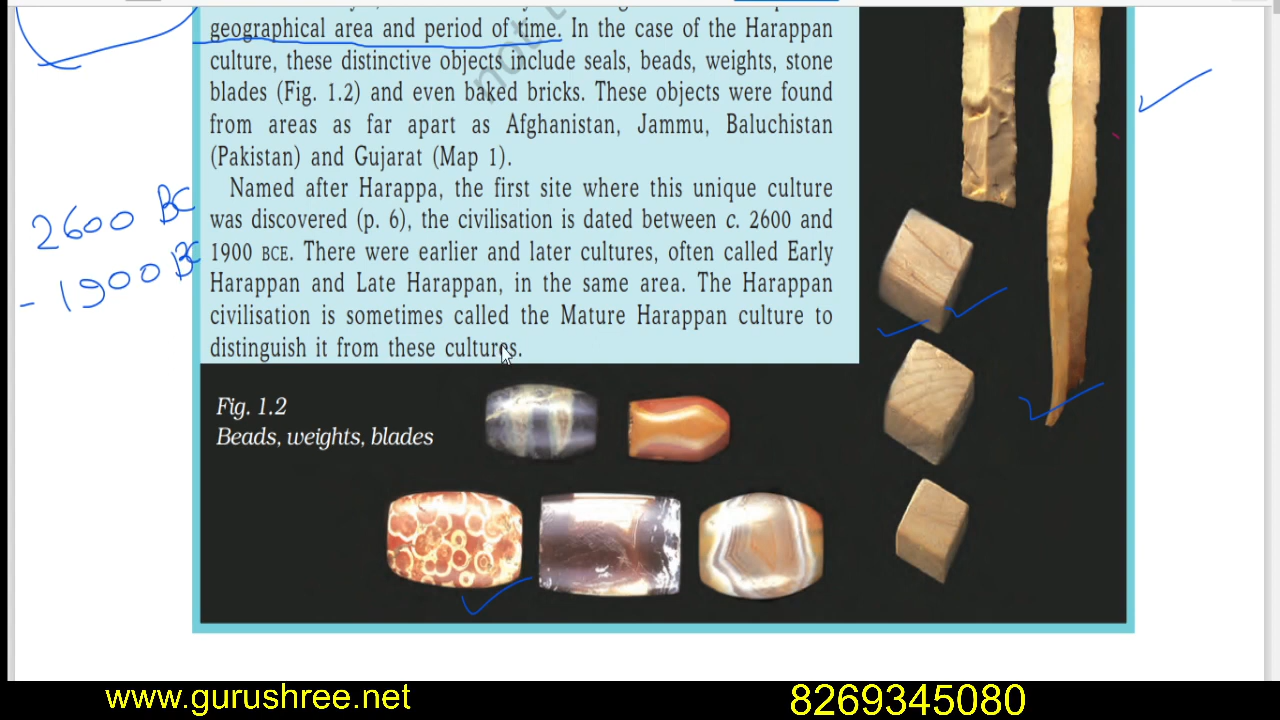 geographical area and period of time. In the case of the Harappan
culture, these distinctive objects include seals, beads, weights, stone
blades (Fig. 1.2) and even baked bricks. These objects were found
from areas as far apart as Afghanistan, Jammu, Baluchistan
(Pakistan) and Gujarat (Map 1).
Named after Harappa, the first site where this unique culture
was discovered (p. 6), the civilisation is dated between c. 2600 and
1900 BCE. There were earlier and later cultures, often called Early
Harappan and Late Harappan, in the same area. The Harappan
civilisation is sometimes called the Mature Harappan culture to
distinguish it from these cultures.
2600 BC
- 1900 BC
Fig. 1.2
Beads, weights, blades
www.gurushree.net
8269345080